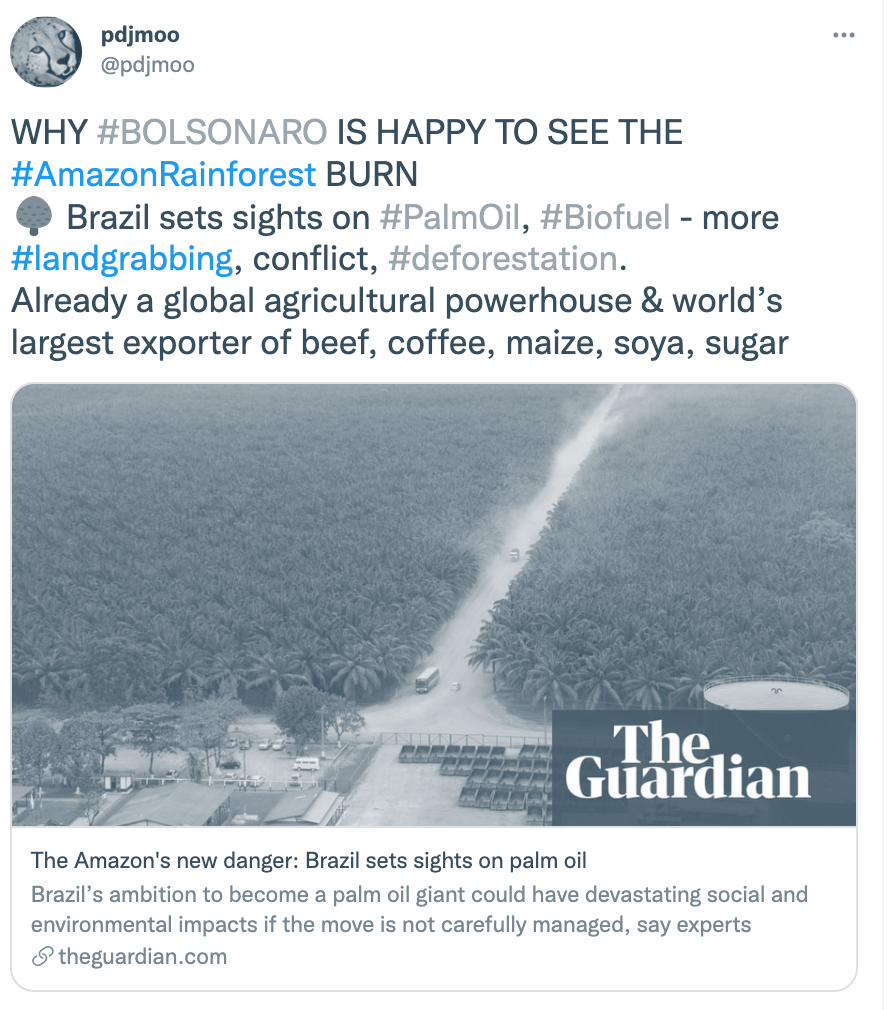 pdjmoo
@pdjmoo
WHY #BOLSONARO IS HAPPY TO SEE THE
#AmazonRainforest BURN
Brazil sets sights on #PalmOil, #Biofuel - more
#landgrabbing, conflict, #deforestation.
Already a global agricultural powerhouse & world’s
largest exporter of beef, coffee, maize, soya, sugar
The
Guardian
The Amazon's new danger: Brazil sets sights on palm oil
Brazil’s ambition to become a palm oil giant could have devastating social and
environmental impacts if the move is not carefully managed, say experts
theguardian.com